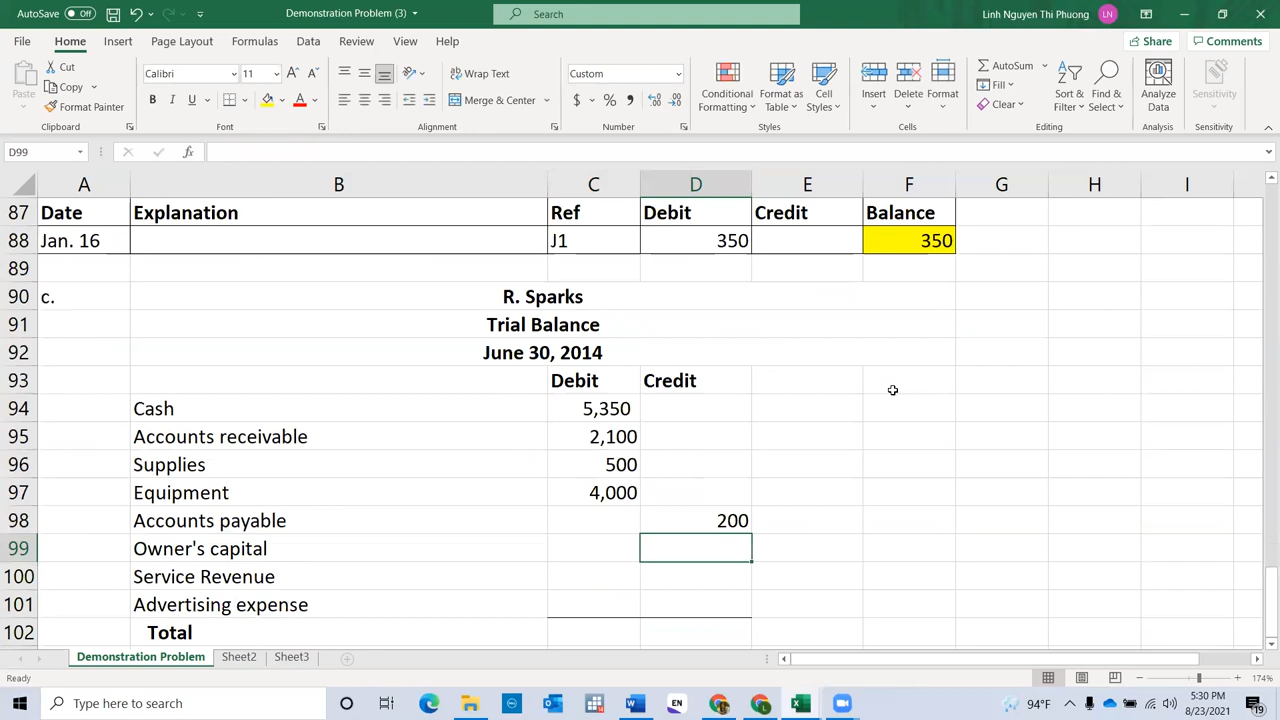 AutoSave Off Demonstration Problem (3) Search Linh Nguyen Thi Phuong LN
File Home Insert Page Layout Formulas Data Review View Help Share Comments
Paste Cut Copy Format Painter Calibri 11 B I U A Wrap Text Merge & Center Custom $ % Conditional Formatting Format as Table Cell Styles Insert Delete Format AutoSum Fill Clear Sort & Filter Find & Select Analyze Data Sensitivity
Clipboard Font Alignment Number Styles Cells Editing Analysis Sensitivity
D99 fx
A B C D E F G H I
87 Date Explanation Ref Debit Credit Balance
88 Jan. 16 J1 350 350
89
90 c. R. Sparks
91 Trial Balance
92 June 30, 2014
93 Debit Credit
94 Cash 5,350
95 Accounts receivable 2,100
96 Supplies 500
97 Equipment 4,000
98 Accounts payable 200
99 Owner's capital
100 Service Revenue
101 Advertising expense
102 Total
Demonstration Problem Sheet2 Sheet3
Ready 174%
Type here to search EN 94°F 5:30 PM
8/23/2021 19